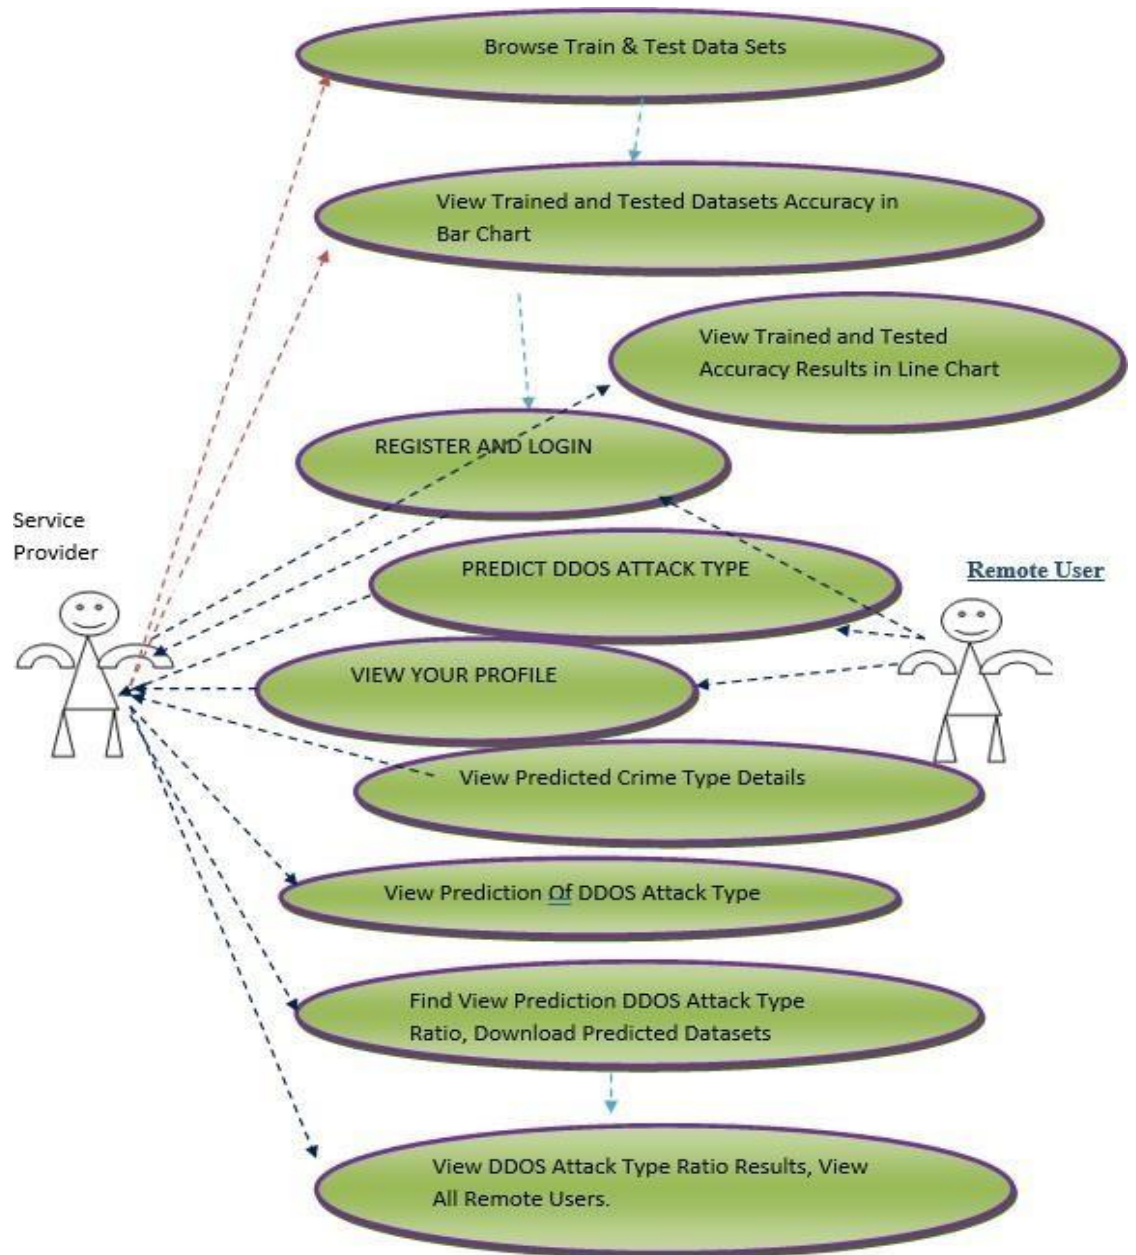 Browse Train & Test Data Sets
View Trained and Tested Datasets Accuracy in
Bar Chart
View Trained and Tested
Accuracy Results in Line Chart
REGISTER AND LOGIN
Service
Provider
PREDICT DDOS ATTACK TYPE
Remote User
VIEW YOUR PROFILE
View Predicted Crime Type Details
View Prediction Of DDOS Attack Type
Find View Prediction DDOS Attack Type
Ratio, Download Predicted Datasets
View DDOS Attack Type Ratio Results, View
All Remote Users.